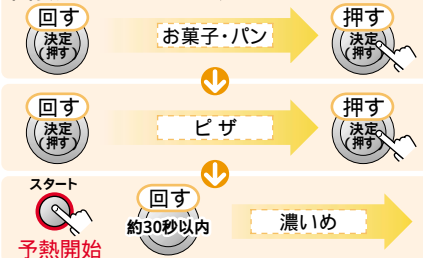 回す
決定
(押す)
お菓子・パン
押す
決定
(押す)
回す
決定
(押す)
ピザ
押す
決定
(押す)
スタート
予熱開始
回す
約30秒以内
濃いめ